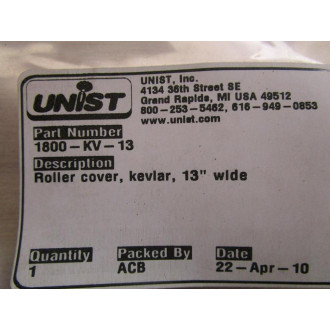 UNIST
UNIST, Inc.
4134 36th Street SE
Grand Rapids, MI USA 49512
800-253-5462, 616-949-0853
www.unist.com
Part Number
1800-KV-13
Description
Roller cover, kevlar, 13" wide
Quantity Packed By Date
1 ACB 22-Apr-10